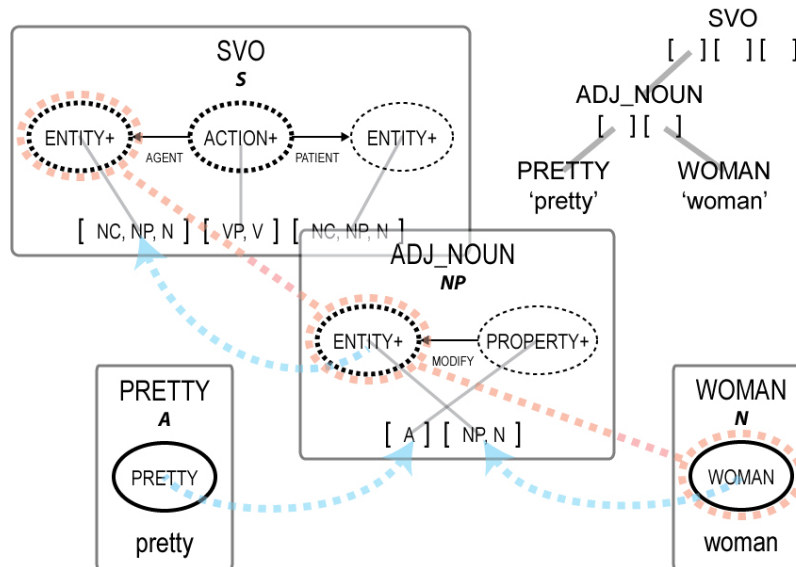 SVO
S
ENTITY+ ACTION+ ENTITY+
AGENT PATIENT
[ NC, NP, N ] [ VP, V ] [ NC, NP, N ]
SVO
[ ] [ ] [ ]
ADJ_NOUN
[ ] [ ]
PRETTY WOMAN
'pretty' 'woman'
ADJ_NOUN
NP
ENTITY+ PROPERTY+
MODIFY
[ A ] [ NP, N ]
PRETTY
A
PRETTY
pretty
WOMAN
N
WOMAN
woman